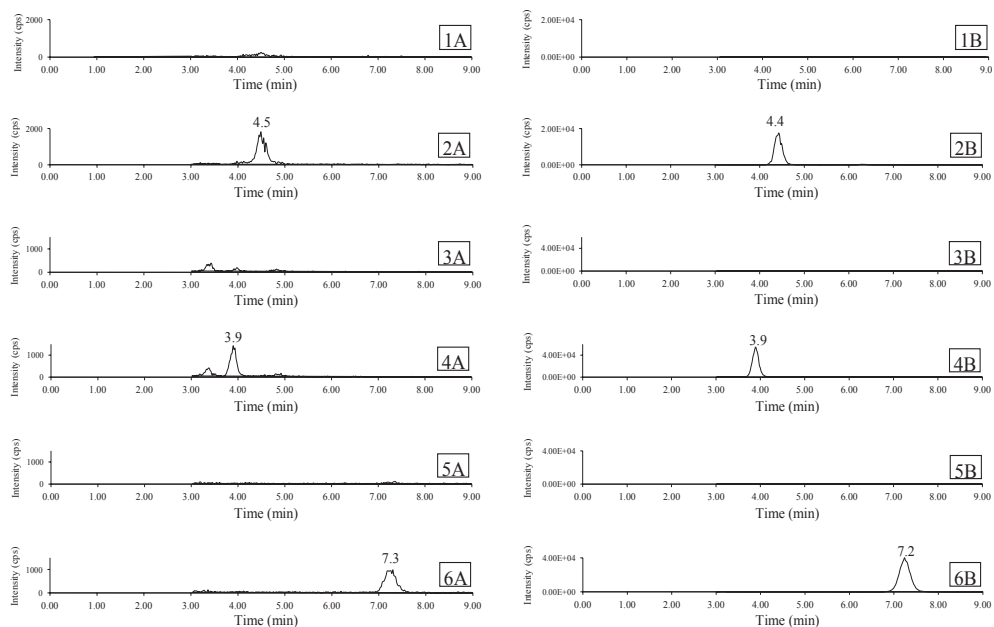 Intensity (cps)
2000
0
0.00 1.00 2.00 3.00 4.00 5.00 6.00 7.00 8.00 9.00
Time (min)
1A
Intensity (cps)
2.00E+04
0.00E+00
0.00 1.00 2.00 3.00 4.00 5.00 6.00 7.00 8.00 9.00
Time (min)
1B
Intensity (cps)
2000
0
4.5
0.00 1.00 2.00 3.00 4.00 5.00 6.00 7.00 8.00 9.00
Time (min)
2A
Intensity (cps)
2.00E+04
0.00E+00
4.4
0.00 1.00 2.00 3.00 4.00 5.00 6.00 7.00 8.00 9.00
Time (min)
2B
Intensity (cps)
1000
0
0.00 1.00 2.00 3.00 4.00 5.00 6.00 7.00 8.00 9.00
Time (min)
3A
Intensity (cps)
4.00E+04
0.00E+00
0.00 1.00 2.00 3.00 4.00 5.00 6.00 7.00 8.00 9.00
Time (min)
3B
Intensity (cps)
1000
0
3.9
0.00 1.00 2.00 3.00 4.00 5.00 6.00 7.00 8.00 9.00
Time (min)
4A
Intensity (cps)
4.00E+04
0.00E+00
3.9
0.00 1.00 2.00 3.00 4.00 5.00 6.00 7.00 8.00 9.00
Time (min)
4B
Intensity (cps)
1000
0
0.00 1.00 2.00 3.00 4.00 5.00 6.00 7.00 8.00 9.00
Time (min)
5A
Intensity (cps)
4.00E+04
0.00E+00
0.00 1.00 2.00 3.00 4.00 5.00 6.00 7.00 8.00 9.00
Time (min)
5B
Intensity (cps)
1000
0
7.3
0.00 1.00 2.00 3.00 4.00 5.00 6.00 7.00 8.00 9.00
Time (min)
6A
Intensity (cps)
4.00E+04
0.00E+00
7.2
0.00 1.00 2.00 3.00 4.00 5.00 6.00 7.00 8.00 9.00
Time (min)
6B